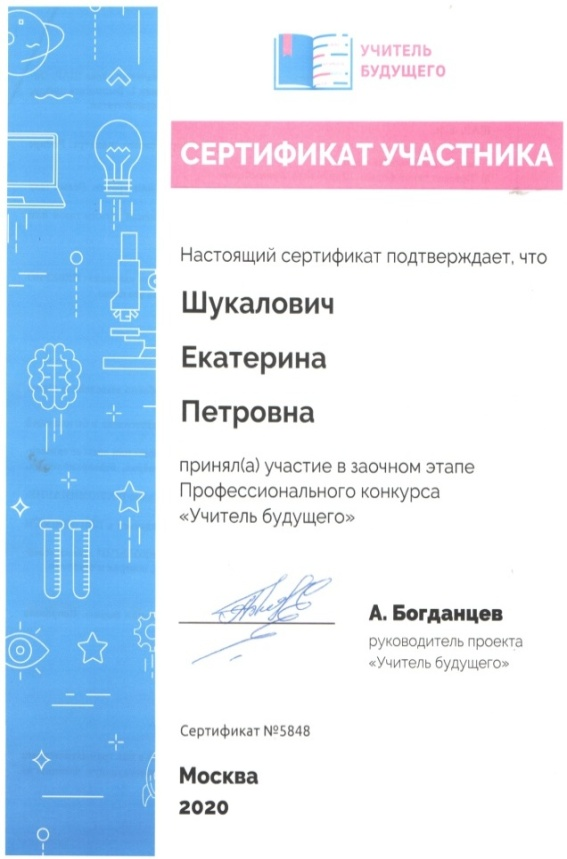 УЧИТЕЛЬ
БУДУЩЕГО
СЕРТИФИКАТ УЧАСТНИКА
Настоящий сертификат подтверждает, что
Шукалович
Екатерина
Петровна
принял(а) участие в заочном этапе
Профессионального конкурса
«Учитель будущего»
А. Богданцев
руководитель проекта
«Учитель будущего»
Сертификат №5848
Москва
2020